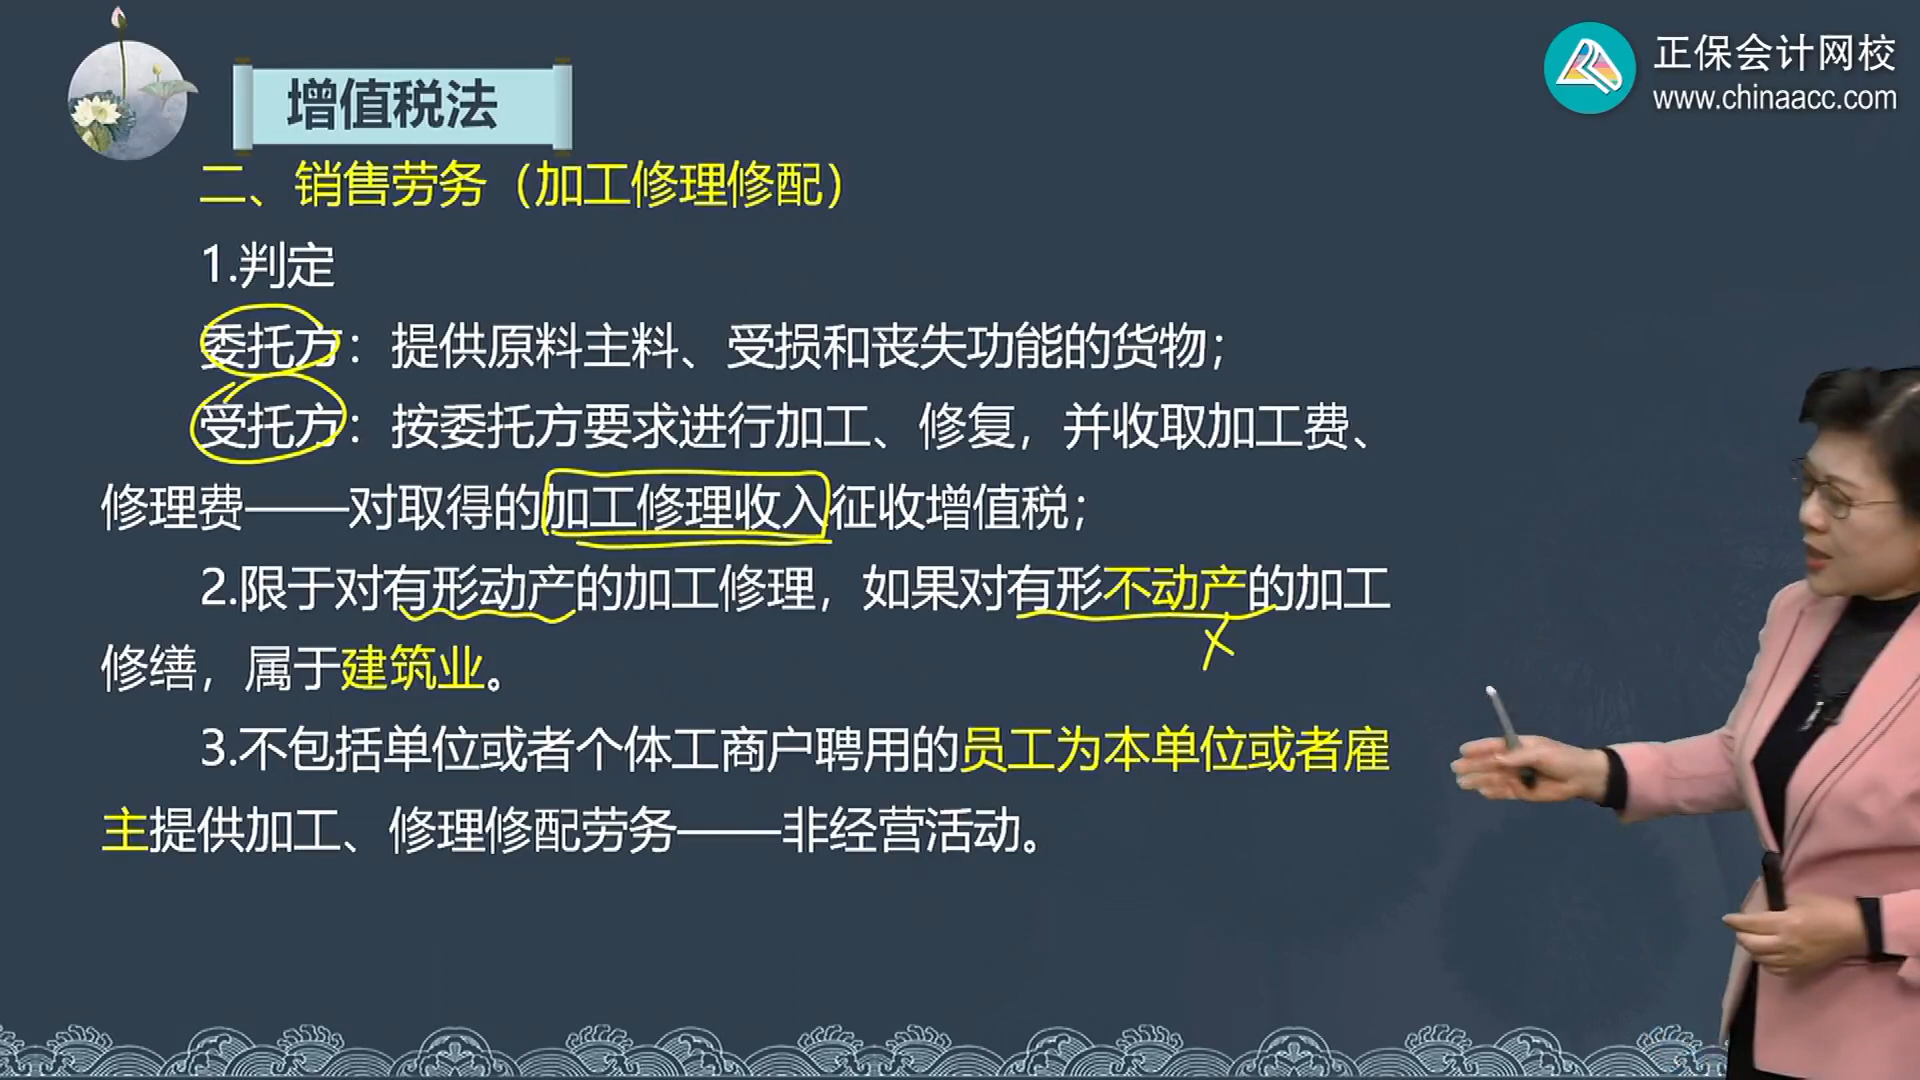 正保会计网校
www.chinaacc.com
增值税法
二、销售劳务（加工修理修配）
1.判定
委托方：提供原料主料、受损和丧失功能的货物；
受托方：按委托方要求进行加工、修复，并收取加工费、
修理费——对取得的加工修理收入征收增值税；
2.限于对有形动产的加工修理，如果对有形不动产的加工
修缮，属于建筑业。
3.不包括单位或者个体工商户聘用的员工为本单位或者雇
主提供加工、修理修配劳务——非经营活动。